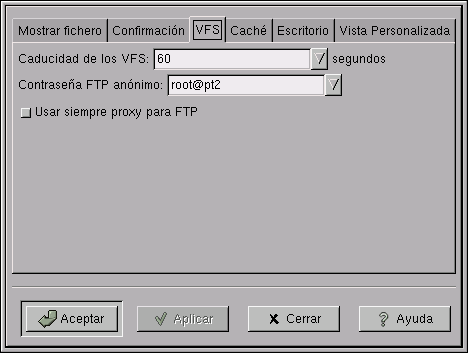 Mostrar fichero Confirmación VFS Caché Escritorio Vista Personalizada
Caducidad de los VFS: 60 segundos
Contraseña FTP anónimo: root@pt2
Usar siempre proxy para FTP
Aceptar Aplicar Cerrar Ayuda